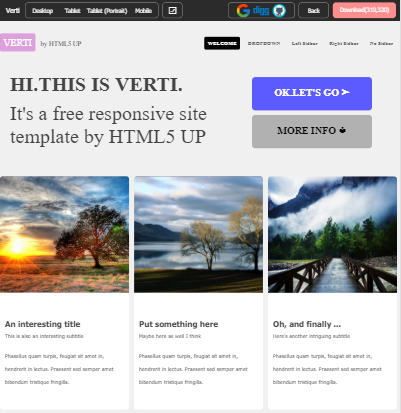 Verti Desktop Tablet Tablet (Portrait) Mobile digg Back Download(319,330)
VERTI by HTML5 UP WELCOME DROPDOWN Left Sidbar Right Sidbar No Sidbar
HI.THIS IS VERTI.
It's a free responsive site
template by HTML5 UP
OK.LET'S GO
MORE INFO
An interesting title Put something here Oh, and finally ...
This is also an interesting subtitle Maybe here as well I think Here's another intriguing subtitle
Phasellus quam turpis, feugiat sit amet in, Phasellus quam turpis, feugiat sit amet in, Phasellus quam turpis, feugiat sit amet in,
hendrerit in lectus. Praesent sed semper amet hendrerit in lectus. Praesent sed semper amet hendrerit in lectus. Praesent sed semper amet
bibendum tristique fringilla. bibendum tristique fringilla. bibendum tristique fringilla.